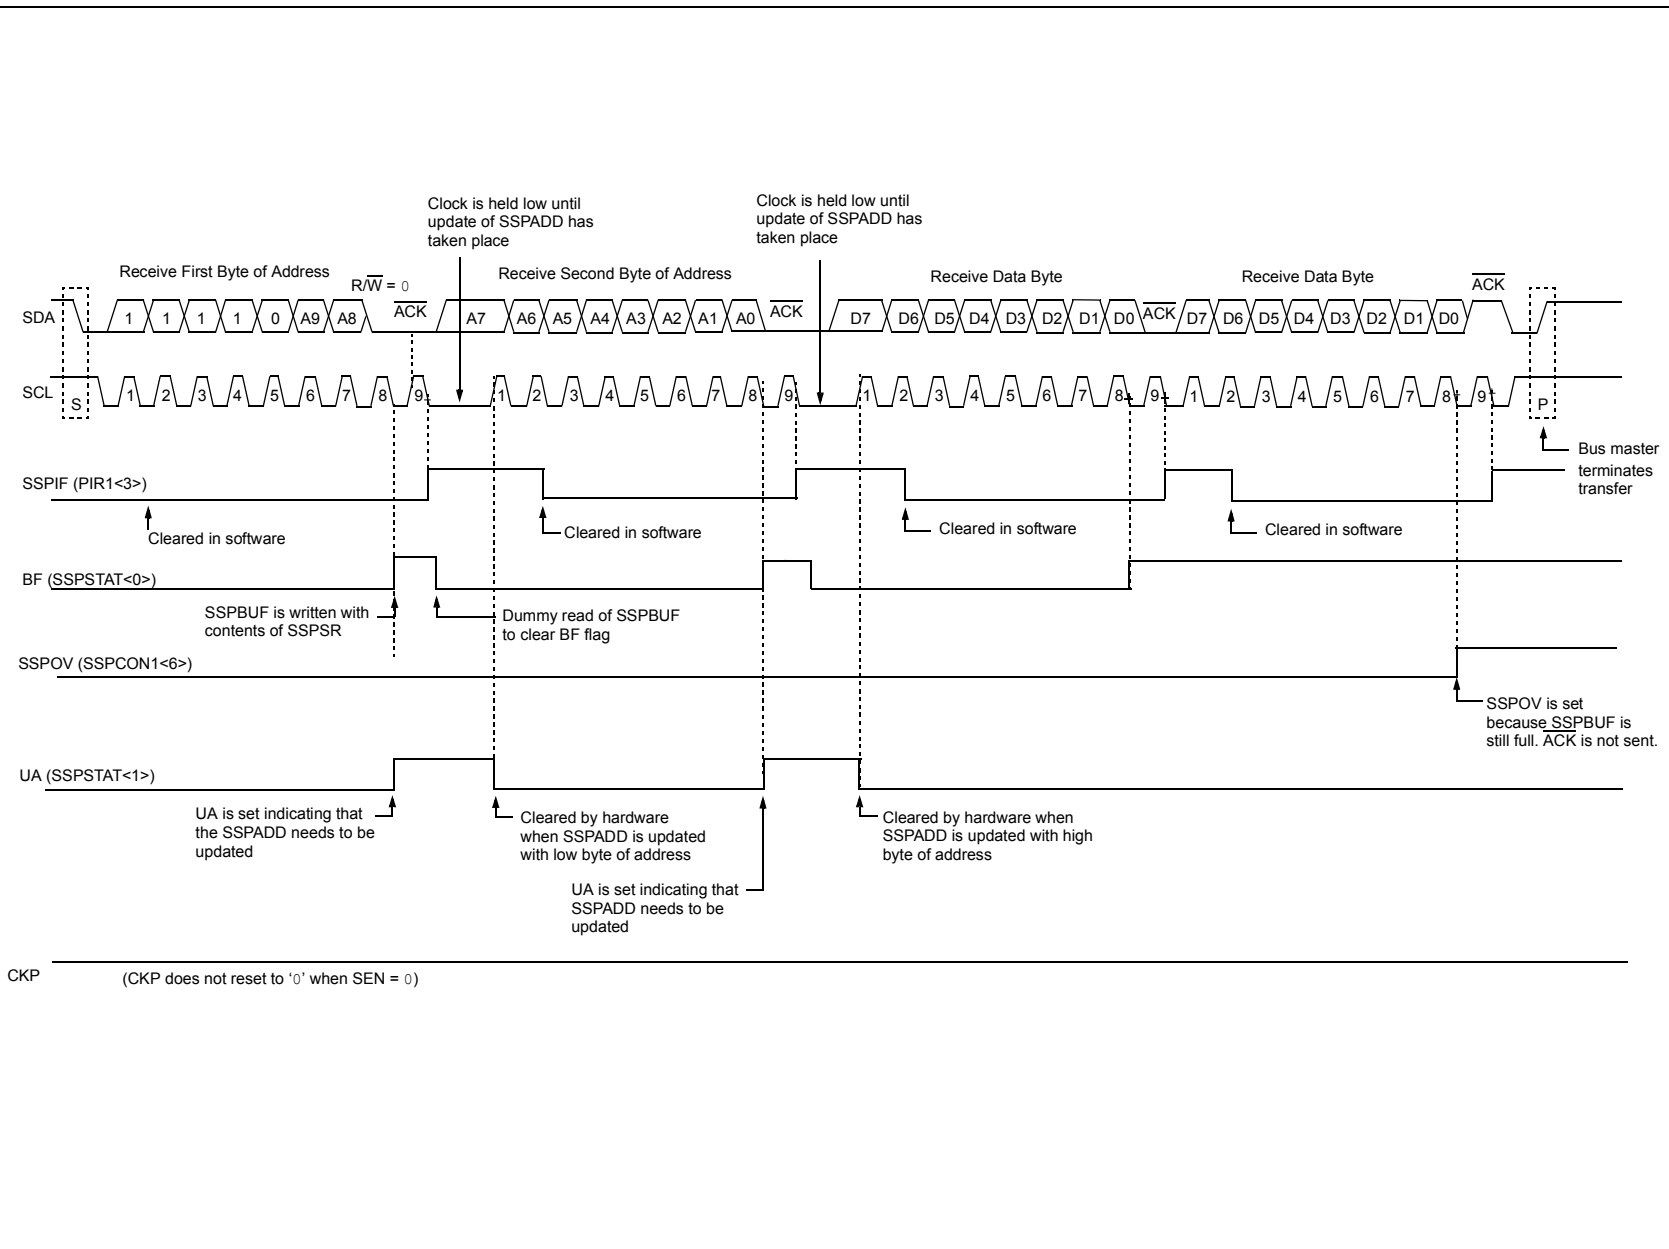 Clock is held low until
update of SSPADD has
taken place
Clock is held low until
update of SSPADD has
taken place
Receive First Byte of Address
R/W = 0
ACK
Receive Second Byte of Address
ACK
Receive Data Byte
ACK
Receive Data Byte
ACK
SDA
1 1 1 1 0 A9 A8
A7 A6 A5 A4 A3 A2 A1 A0
D7 D6 D5 D4 D3 D2 D1 D0
D7 D6 D5 D4 D3 D2 D1 D0
SCL
S
1 2 3 4 5 6 7 8 9
1 2 3 4 5 6 7 8 9
1 2 3 4 5 6 7 8 9
1 2 3 4 5 6 7 8 9
P
Bus master
terminates
transfer
SSPIF (PIR1<3>)
Cleared in software
Cleared in software
Cleared in software
Cleared in software
BF (SSPSTAT<0>)
SSPBUF is written with
contents of SSPSR
Dummy read of SSPBUF
to clear BF flag
SSPOV (SSPCON1<6>)
SSPOV is set
because SSPBUF is
still full. ACK is not sent.
UA (SSPSTAT<1>)
UA is set indicating that
the SSPADD needs to be
updated
Cleared by hardware
when SSPADD is updated
with low byte of address
UA is set indicating that
SSPADD needs to be
updated
Cleared by hardware when
SSPADD is updated with high
byte of address
CKP
(CKP does not reset to ‘0’ when SEN = 0)